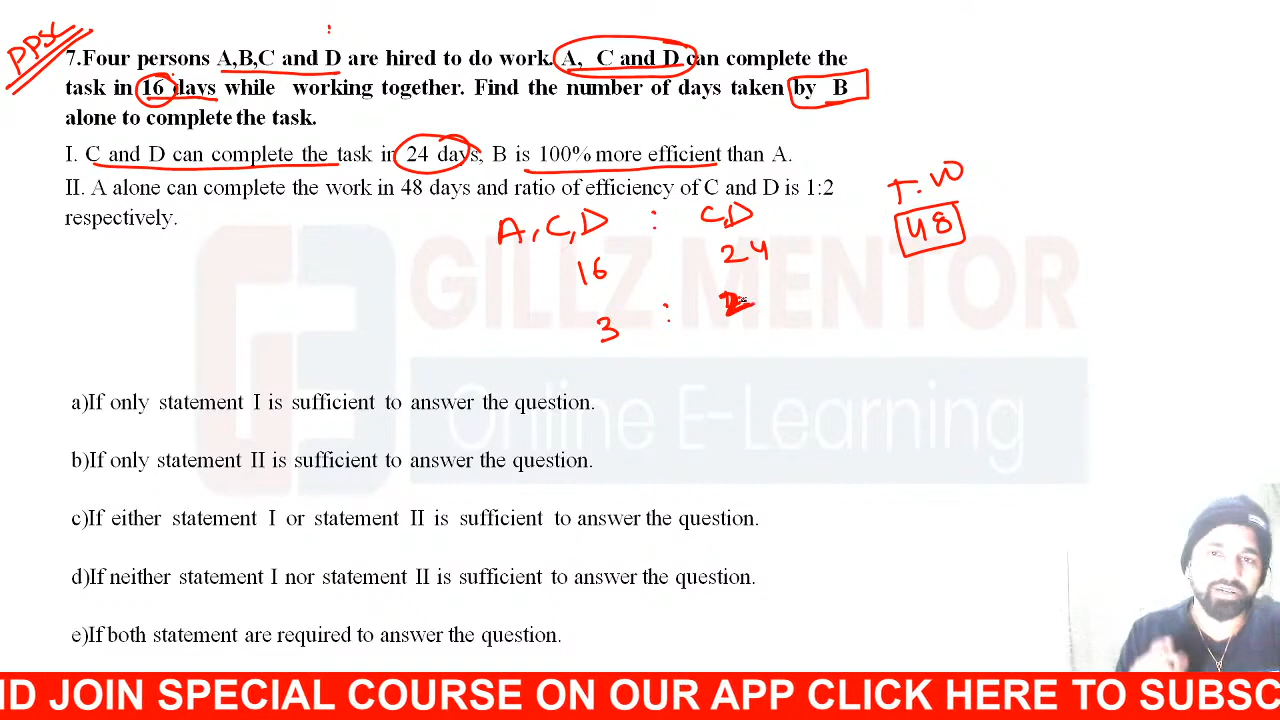 PPSC
7.Four persons A,B,C and D are hired to do work. A, C and D can complete the
task in 16 days while working together. Find the number of days taken by B
alone to complete the task.
I. C and D can complete the task in 24 days, B is 100% more efficient than A.
II. A alone can complete the work in 48 days and ratio of efficiency of C and D is 1:2
respectively.
T.W
48
A, C, D : C,D
16 24
3 : 2
GILLZ MENTOR
Online E-Learning
a)If only statement I is sufficient to answer the question.
b)If only statement II is sufficient to answer the question.
c)If either statement I or statement II is sufficient to answer the question.
d)If neither statement I nor statement II is sufficient to answer the question.
e)If both statement are required to answer the question.
ND JOIN SPECIAL COURSE ON OUR APP CLICK HERE TO SUBSC